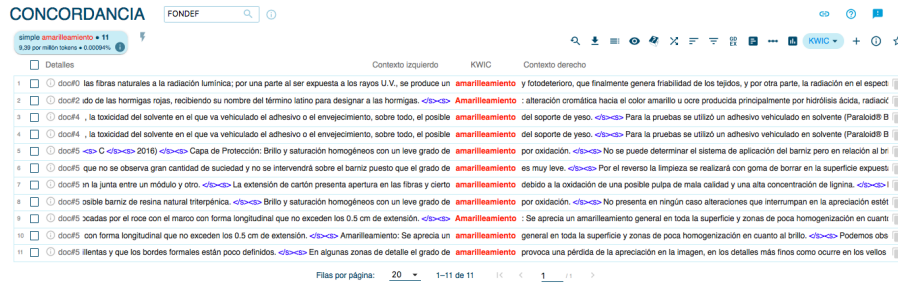 CONCORDANCIA FONDEF
simple amarilleamiento • 11
9,39 por millón tokens • 0.00094%
GD EX KWIC
Detalles Contexto izquierdo KWIC Contexto derecho
1 doc#0 las fibras naturales a la radiación lumínica; por una parte al ser expuesta a los rayos U.V., se produce un amarilleamiento y fotodeterioro, que finalmente genera friabilidad de los tejidos, y por otra parte, la radiación en el espect
2 doc#2 ido de las hormigas rojas, recibiendo su nombre del término latino para designar a las hormigas. </s><s> Amarilleamiento : alteración cromática hacia el color amarillo u ocre producida principalmente por hidrólisis ácida, radiació
3 doc#4 , la toxicidad del solvente en el que va vehiculado el adhesivo o el envejecimiento, sobre todo, el posible amarilleamiento del soporte de yeso. </s><s> Para la pruebas se utilizó un adhesivo vehiculado en solvente (Paraloid® B
4 doc#4 , la toxicidad del solvente en el que va vehiculado el adhesivo o el envejecimiento, sobre todo, el posible amarilleamiento del soporte de yeso. </s><s> Para la pruebas se utilizó un adhesivo vehiculado en solvente (Paraloid® B
5 doc#5 <s> C </s><s> 2016) </s><s> Capa de Protección: Brillo y saturación homogéneos con un leve grado de amarilleamiento por oxidación. </s><s> No se puede determinar el sistema de aplicación del barniz pero en relación al bri
6 doc#5 que no se observa gran cantidad de suciedad y no se intervendrá sobre el barniz puesto que el grado de amarilleamiento es muy leve. </s><s> Por el reverso la limpieza se realizará con goma de borrar en la superficie expuest
7 doc#5 en la junta entre un módulo y otro. </s><s> La extensión de cartón presenta apertura en las fibras y cierto amarilleamiento debido a la oxidación de una posible pulpa de mala calidad y una alta concentración de lignina. </s><s>
8 doc#5 osible barniz de resina natural triterpénica. </s><s> Brillo y saturación homogéneos con un leve grado de amarilleamiento por oxidación. </s><s> No presenta en ningún caso alteraciones que interrumpan en la apreciación estét
9 doc#5 ocadas por el roce con el marco con forma longitudinal que no exceden los 0.5 cm de extensión. </s><s> Amarilleamiento : Se aprecia un amarilleamiento general en toda la superficie y zonas de poca homogenización en cuant
10 doc#5 con forma longitudinal que no exceden los 0.5 cm de extensión. </s><s> Amarilleamiento: Se aprecia un amarilleamiento general en toda la superficie y zonas de poca homogenización en cuanto al brillo. </s><s> Podemos obs
11 doc#5 illentas y que los bordes formales están poco definidos. </s><s> En algunas zonas de detalle el grado de amarilleamiento provoca una pérdida de la apreciación en la imagen, en los detalles más finos como ocurre en los vellos
Filas por página: 20 1–11 de 11 1 / 1